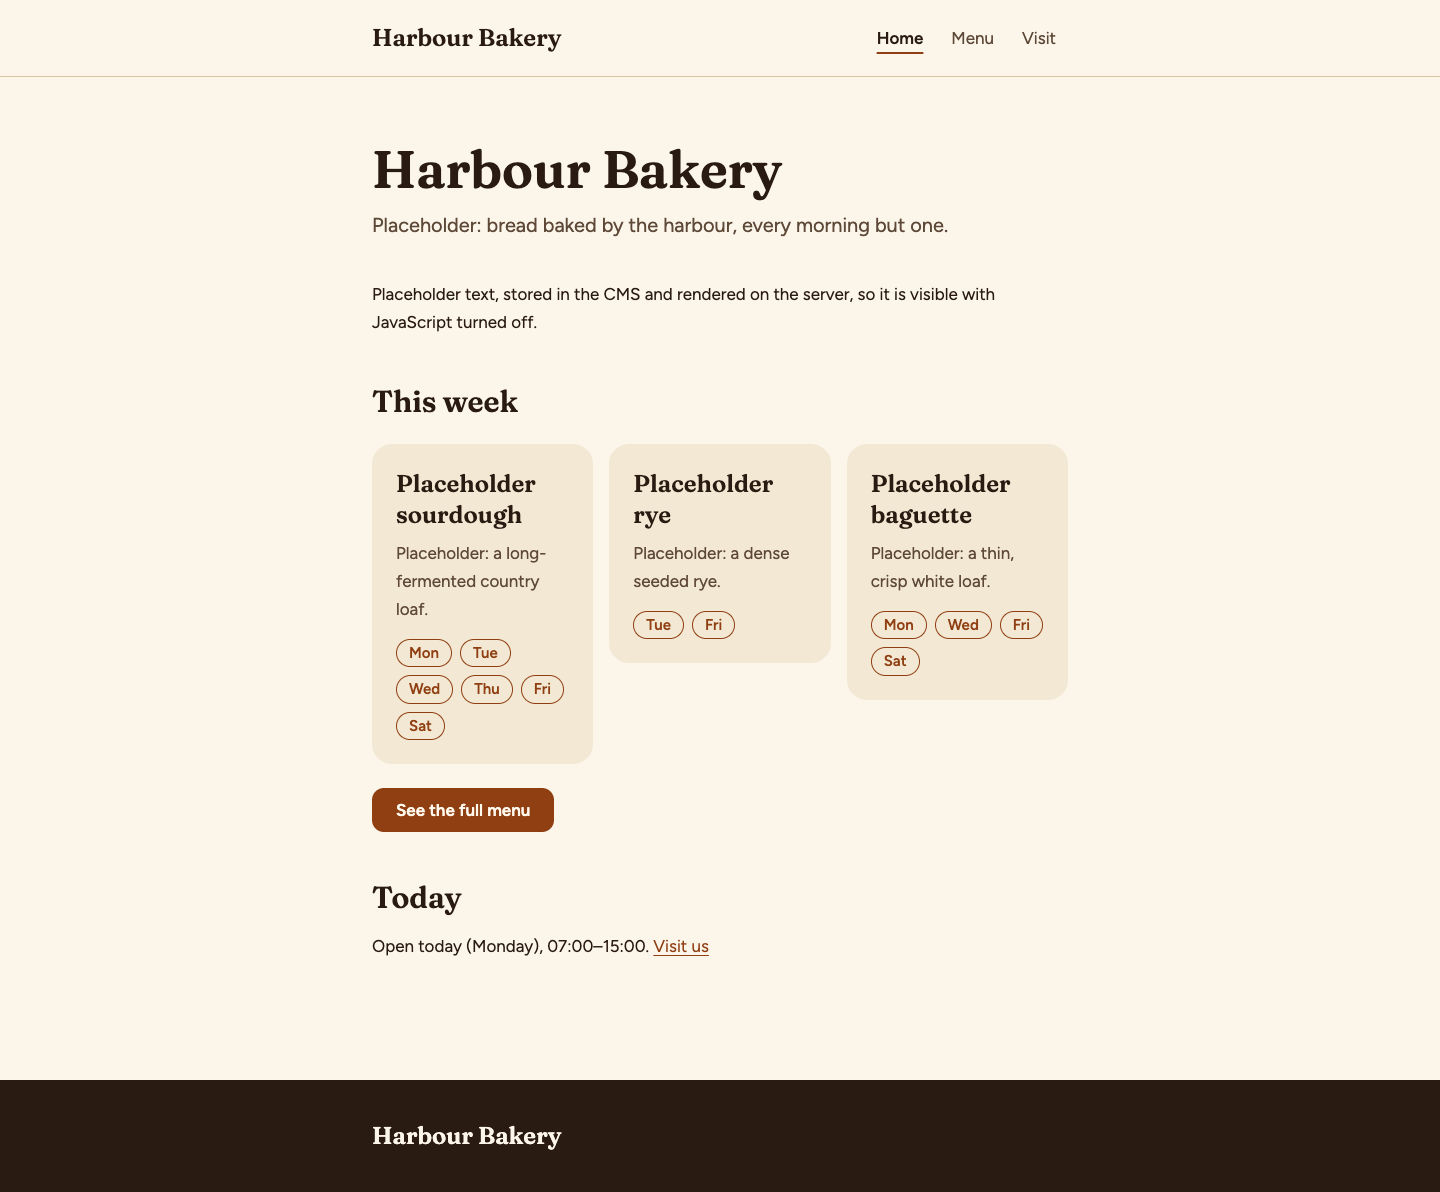 Harbour Bakery
Home Menu Visit
Harbour Bakery
Placeholder: bread baked by the harbour, every morning but one.
Placeholder text, stored in the CMS and rendered on the server, so it is visible with
JavaScript turned off.
This week
Placeholder
sourdough
Placeholder: a long-
fermented country
loaf.
Mon Tue
Wed Thu Fri
Sat
Placeholder
rye
Placeholder: a dense
seeded rye.
Tue Fri
Placeholder
baguette
Placeholder: a thin,
crisp white loaf.
Mon Wed Fri
Sat
See the full menu
Today
Open today (Monday), 07:00–15:00. Visit us
Harbour Bakery